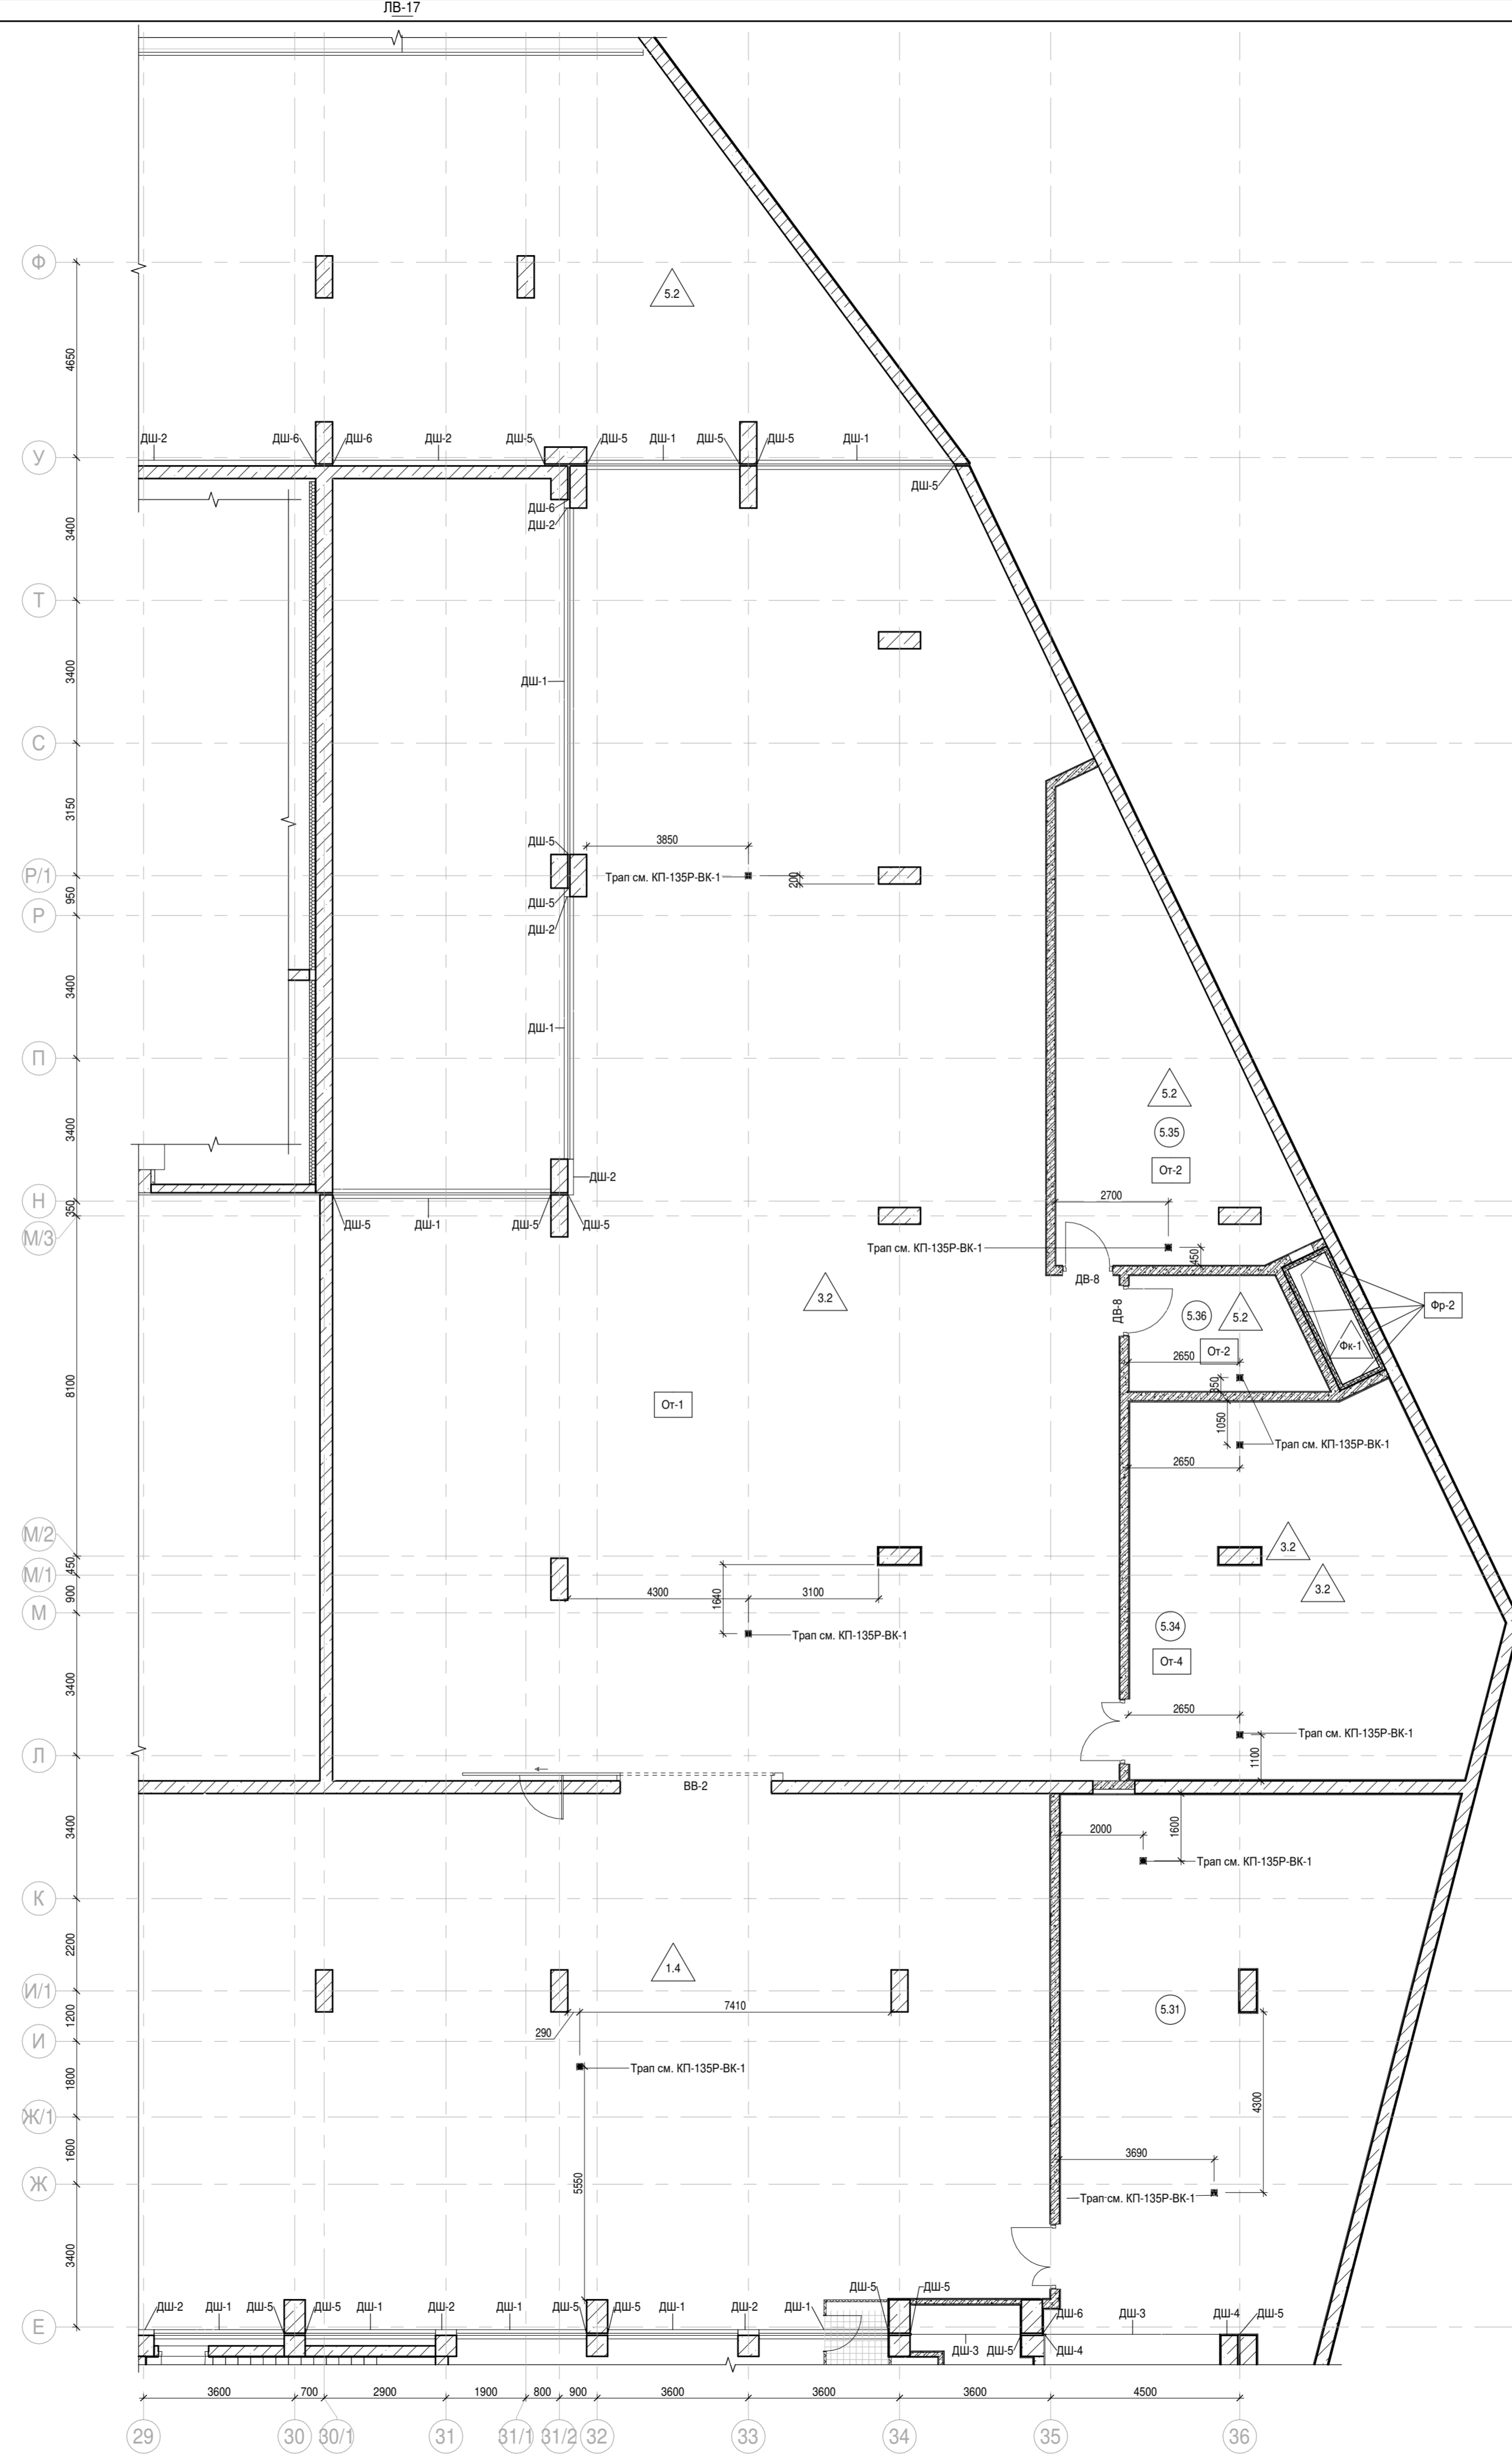 ЛВ-17
Ф
5.2
4650
ДШ-2
ДШ-6
ДШ-6
ДШ-2
ДШ-5
ДШ-5
ДШ-1
ДШ-5
ДШ-5
ДШ-1
У
ДШ-5
ДШ-6
ДШ-2
3400
Т
3400
ДШ-1
С
3150
ДШ-5
3850
Р/1
Трап см. КП-135Р-ВК-1
200
950
ДШ-5
Р
ДШ-2
3400
ДШ-1
П
5.2
3400
5.35
От-2
ДШ-2
Н
2700
350
ДШ-5
ДШ-1
ДШ-5
ДШ-5
М/3
Трап см. КП-135Р-ВК-1
450
ДВ-8
3.2
ДВ-8
5.36
5.2
Фр-2
Фк-1
От-2
2650
350
8100
От-1
1050
Трап см. КП-135Р-ВК-1
2650
М/2
450
3.2
М/1
3.2
900
4300
1640
3100
М
5.34
Трап см. КП-135Р-ВК-1
От-4
3400
2650
Трап см. КП-135Р-ВК-1
Л
1100
ВВ-2
3400
2000
1600
Трап см. КП-135Р-ВК-1
К
2200
1.4
И/1
7410
5.31
1200
290
И
Трап см. КП-135Р-ВК-1
1800
4300
Ж/1
1600
3690
Ж
5550
Трап см. КП-135Р-ВК-1
3400
ДШ-5
ДШ-5
ДШ-2
ДШ-1
ДШ-5
ДШ-5
ДШ-1
ДШ-2
ДШ-1
ДШ-5
ДШ-5
ДШ-1
ДШ-2
ДШ-1
ДШ-6
ДШ-3
ДШ-4
ДШ-5
Е
ДШ-3
ДШ-5
ДШ-4
3600
700
2900
1900
800
900
3600
3600
3600
4500
29
30
30/1
31
31/1
31/2
32
33
34
35
36